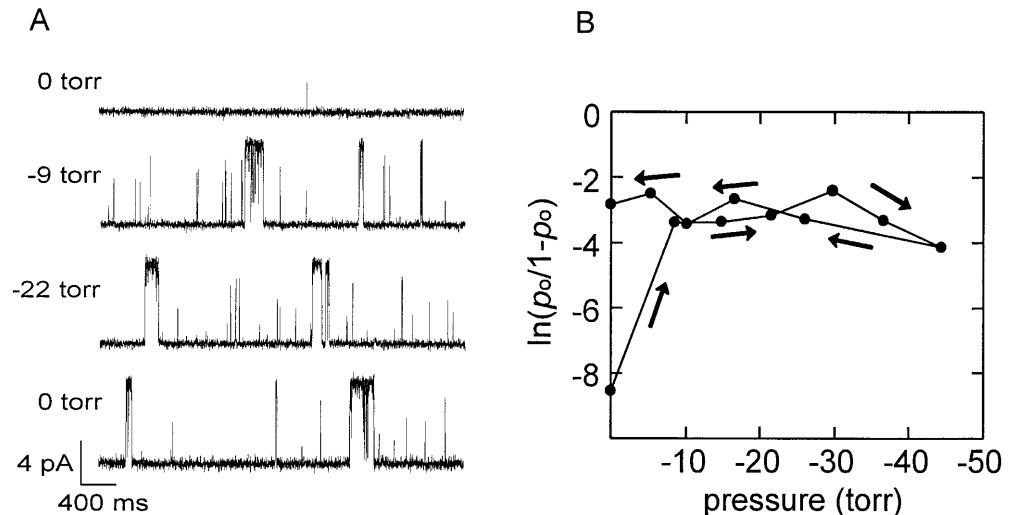 A
0 torr
-9 torr
-22 torr
0 torr
4 pA
400 ms
B
ln(po/1-po)
0
-2
-4
-6
-8
-10 -20 -30 -40 -50
pressure (torr)